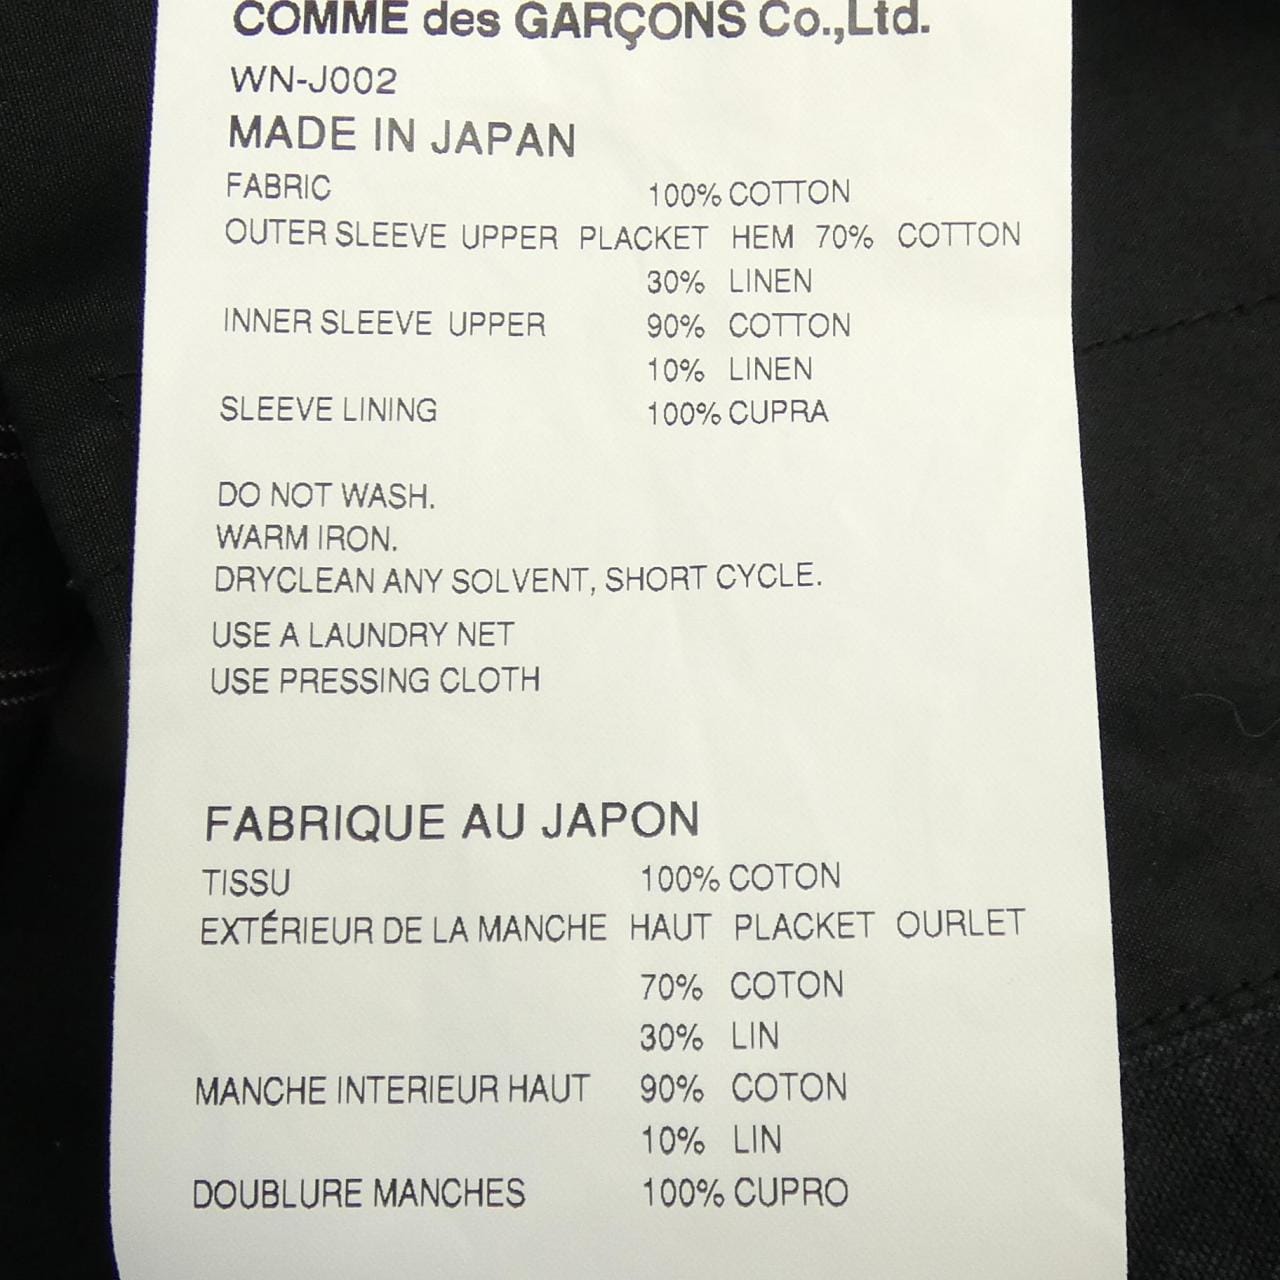 COMME des GARÇONS Co.,Ltd.
WN-J002
MADE IN JAPAN
FABRIC 100% COTTON
OUTER SLEEVE UPPER PLACKET HEM 70% COTTON
30% LINEN
INNER SLEEVE UPPER 90% COTTON
10% LINEN
SLEEVE LINING 100% CUPRA
DO NOT WASH.
WARM IRON.
DRYCLEAN ANY SOLVENT, SHORT CYCLE.
USE A LAUNDRY NET
USE PRESSING CLOTH
FABRIQUE AU JAPON
TISSU 100% COTON
EXTÉRIEUR DE LA MANCHE HAUT PLACKET OURLET
70% COTON
30% LIN
MANCHE INTERIEUR HAUT 90% COTON
10% LIN
DOUBLURE MANCHES 100% CUPRO